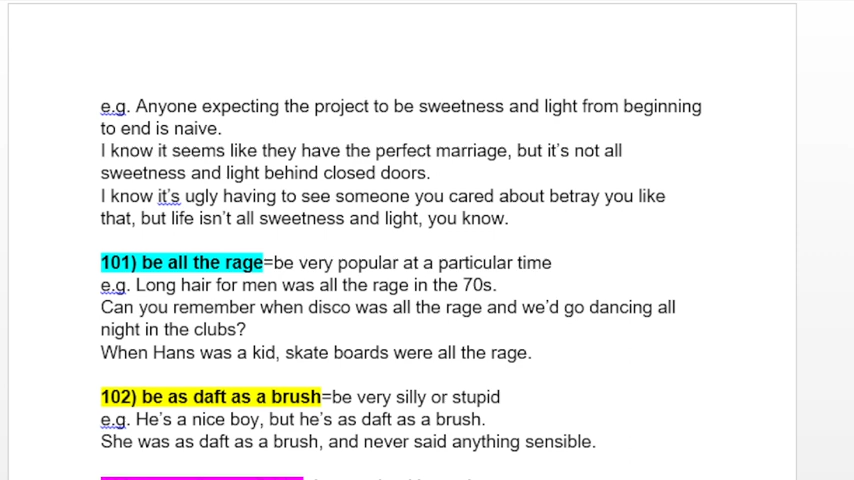 e.g. Anyone expecting the project to be sweetness and light from beginning
to end is naive.
I know it seems like they have the perfect marriage, but it's not all
sweetness and light behind closed doors.
I know it's ugly having to see someone you cared about betray you like
that, but life isn't all sweetness and light, you know.
101) be all the rage=be very popular at a particular time
e.g. Long hair for men was all the rage in the 70s.
Can you remember when disco was all the rage and we'd go dancing all
night in the clubs?
When Hans was a kid, skate boards were all the rage.
102) be as daft as a brush=be very silly or stupid
e.g. He's a nice boy, but he's as daft as a brush.
She was as daft as a brush, and never said anything sensible.